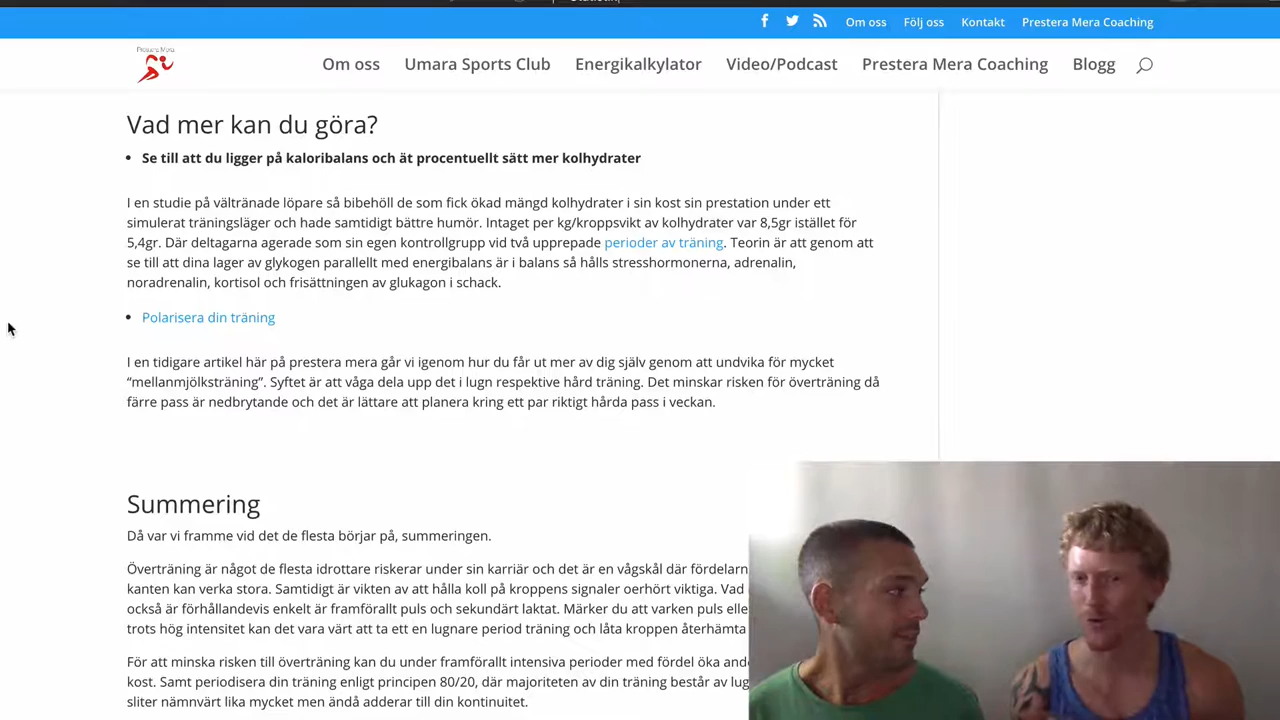 Om oss Följ oss Kontakt Prestera Mera Coaching
Prestera Mera
Om oss Umara Sports Club Energikalkylator Video/Podcast Prestera Mera Coaching Blogg
Vad mer kan du göra?
• Se till att du ligger på kaloribalans och ät procentuellt sätt mer kolhydrater
I en studie på vältränade löpare så bibehöll de som fick ökad mängd kolhydrater i sin kost sin prestation under ett
simulerat träningsläger och hade samtidigt bättre humör. Intaget per kg/kroppsvikt av kolhydrater var 8,5gr istället för
5,4gr. Där deltagarna agerade som sin egen kontrollgrupp vid två upprepade perioder av träning. Teorin är att genom att
se till att dina lager av glykogen parallellt med energibalans är i balans så hålls stresshormonerna, adrenalin,
noradrenalin, kortisol och frisättningen av glukagon i schack.
• Polarisera din träning
I en tidigare artikel här på prestera mera går vi igenom hur du får ut mer av dig själv genom att undvika för mycket
“mellanmjölksträning”. Syftet är att våga dela upp det i lugn respektive hård träning. Det minskar risken för överträning då
färre pass är nedbrytande och det är lättare att planera kring ett par riktigt hårda pass i veckan.
Summering
Då var vi framme vid det de flesta börjar på, summeringen.
Överträning är något de flesta idrottare riskerar under sin karriär och det är en vågskål där fördelarn
kanten kan verka stora. Samtidigt är vikten av att hålla koll på kroppens signaler oerhört viktiga. Vad
också är förhållandevis enkelt är framförallt puls och sekundärt laktat. Märker du att varken puls elle
trots hög intensitet kan det vara värt att ta ett en lugnare period träning och låta kroppen återhämta
För att minska risken till överträning kan du under framförallt intensiva perioder med fördel öka and
kost. Samt periodisera din träning enligt principen 80/20, där majoriteten av din träning består av lug
sliter nämnvärt lika mycket men ändå adderar till din kontinuitet.